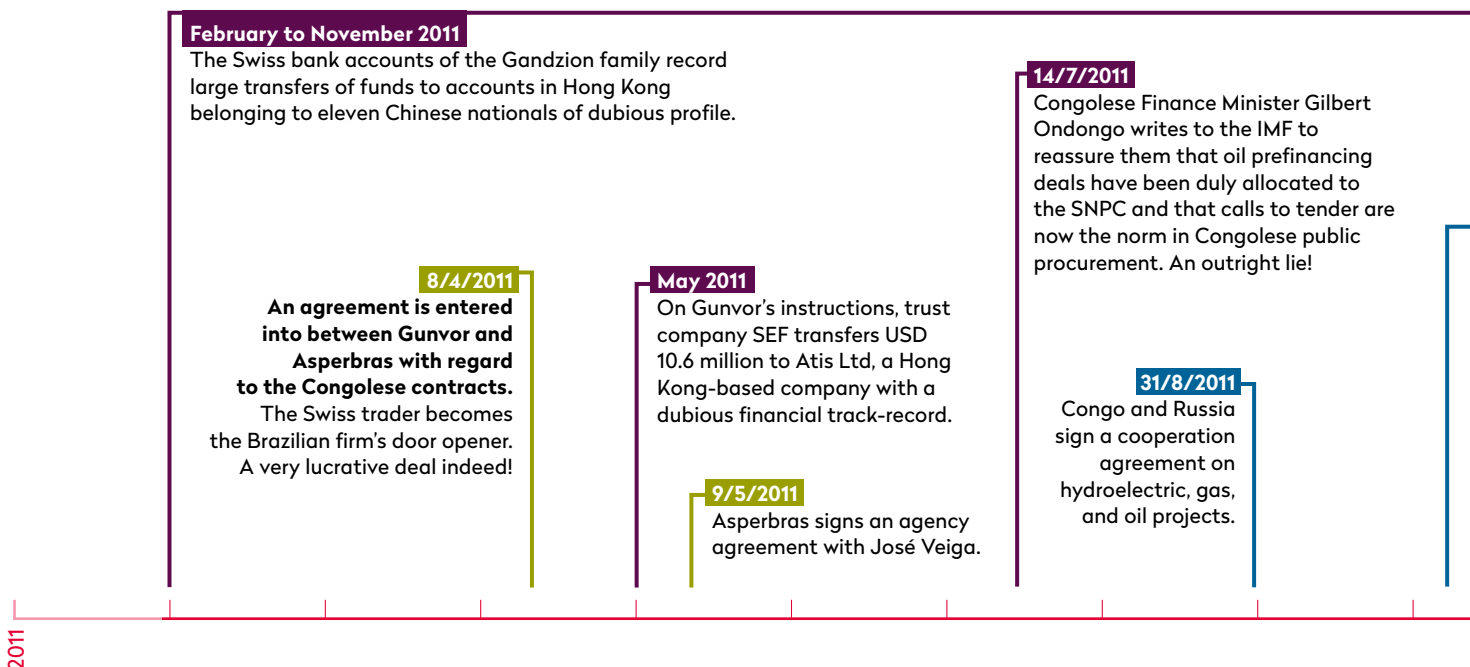 February to November 2011
The Swiss bank accounts of the Gandzion family record
large transfers of funds to accounts in Hong Kong
belonging to eleven Chinese nationals of dubious profile.
8/4/2011
An agreement is entered
into between Gunvor and
Asperbras with regard
to the Congolese contracts.
The Swiss trader becomes
the Brazilian firm’s door opener.
A very lucrative deal indeed!
May 2011
On Gunvor’s instructions, trust
company SEF transfers USD
10.6 million to Atis Ltd, a Hong
Kong-based company with a
dubious financial track-record.
9/5/2011
Asperbras signs an agency
agreement with José Veiga.
14/7/2011
Congolese Finance Minister Gilbert
Ondongo writes to the IMF to
reassure them that oil prefinancing
deals have been duly allocated to
the SNPC and that calls to tender are
now the norm in Congolese public
procurement. An outright lie!
31/8/2011
Congo and Russia
sign a cooperation
agreement on
hydroelectric, gas,
and oil projects.
2011